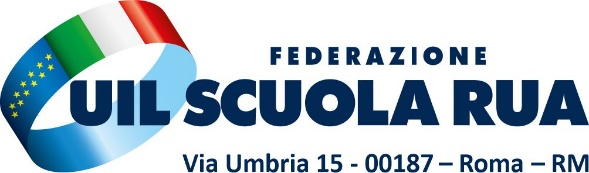 FEDERAZIONE
UIL SCUOLA RUA
Via Umbria 15 - 00187 – Roma – RM